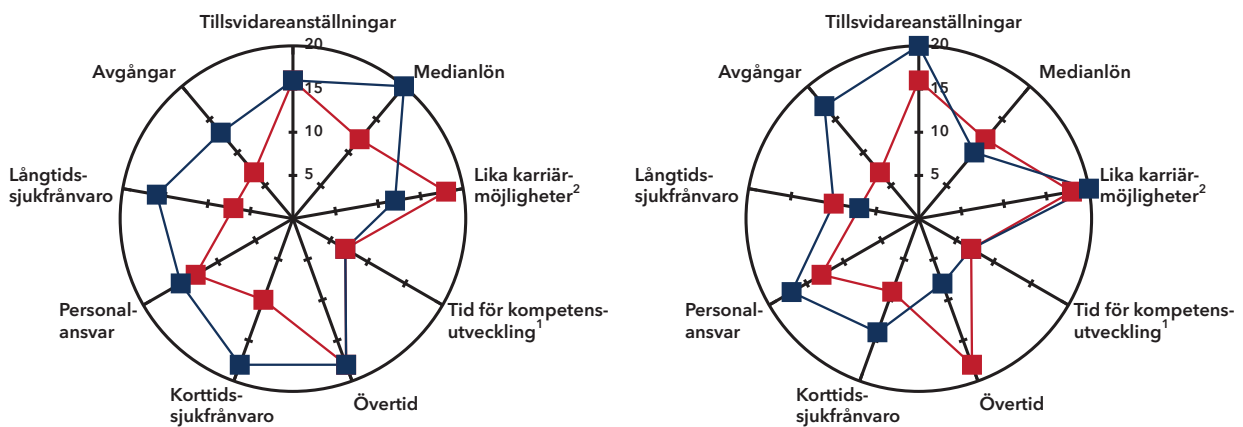 Tillsvidareanställningar
20
Avgångar
Medianlön
15
10
5
Långtids-
sjukfrånvaro
Lika karriär-
möjligheter2
Personal-
ansvar
Tid för kompetens-
utveckling1
Korttids-
sjukfrånvaro
Övertid
Tillsvidareanställningar
20
Avgångar
Medianlön
15
10
5
Långtids-
sjukfrånvaro
Lika karriär-
möjligheter2
Personal-
ansvar
Tid för kompetens-
utveckling1
Korttids-
sjukfrånvaro
Övertid